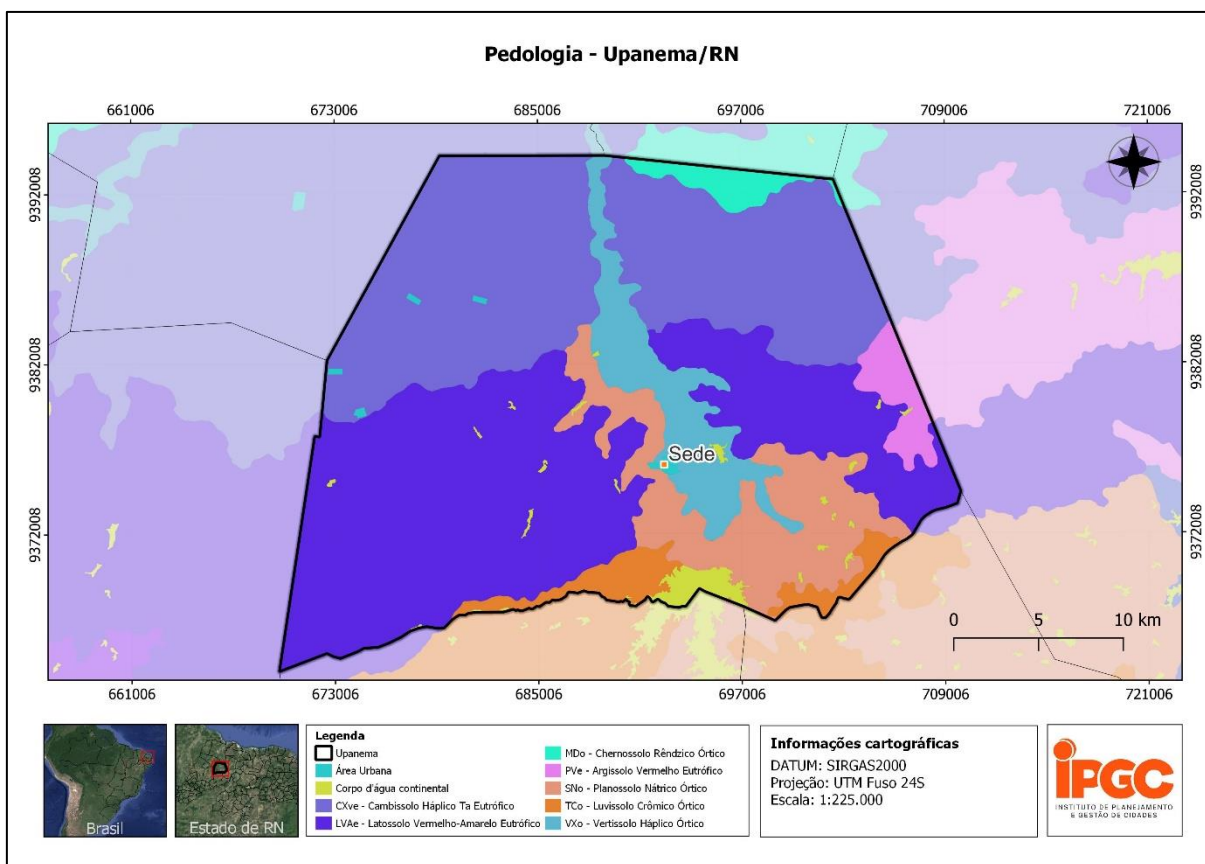 Pedologia - Upanema/RN
661006 673006 685006 697006 709006 721006
9392008 9392008
9382008 9382008
Sede
9372008 9372008
0 5 10 km
661006 673006 685006 697006 709006 721006
Brasil
Estado de RN
Legenda
Upanema
Área Urbana
Corpo d'água continental
CXve - Cambissolo Háplico Ta Eutrófico
LVAe - Latossolo Vermelho-Amarelo Eutrófico
MDo - Chernossolo Rêndzico Órtico
PVe - Argissolo Vermelho Eutrófico
SNo - Planossolo Nátrico Órtico
TCo - Luvissolo Crômico Órtico
VXo - Vertissolo Háplico Órtico
Informações cartográficas
DATUM: SIRGAS2000
Projeção: UTM Fuso 24S
Escala: 1:225.000
IPGC
INSTITUTO DE PLANEJAMENTO
E GESTÃO DE CIDADES